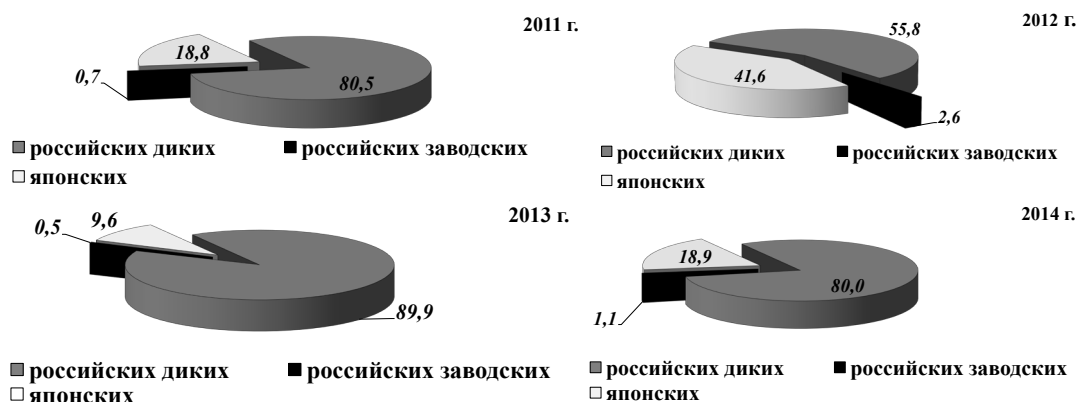 2011 г.
18,8
0,7
80,5
российских диких
российских заводских
японских
2012 г.
55,8
41,6
2,6
российских диких
российских заводских
японских
2013 г.
9,6
0,5
89,9
российских диких
российских заводских
японских
2014 г.
18,9
80,0
1,1
российских диких
российских заводских
японских